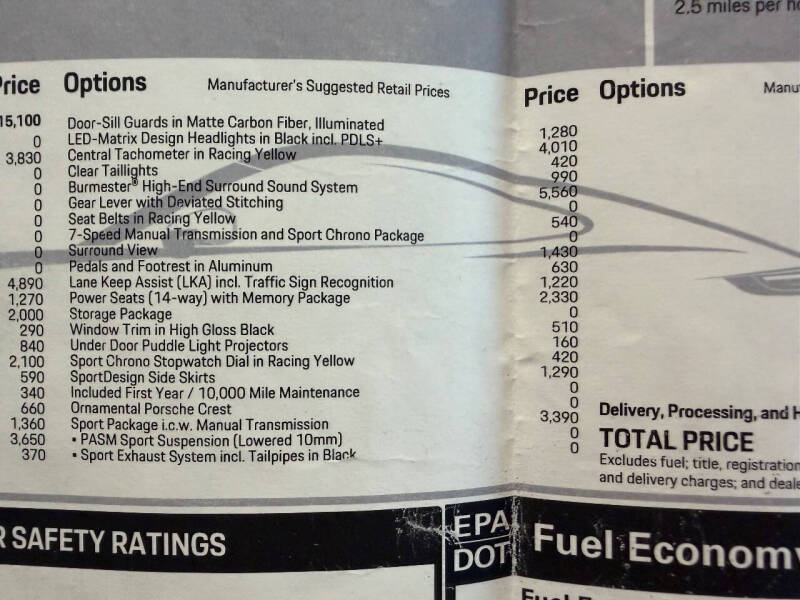 2.5 miles per
Price Options Manufacturer's Suggested Retail Prices Price Options
15,100 Door-Sill Guards in Matte Carbon Fiber, Illuminated 1,280
0 LED-Matrix Design Headlights in Black incl. PDLS+ 4,010
3,830 Central Tachometer in Racing Yellow 420
0 Clear Taillights 990
0 Burmester® High-End Surround Sound System 5,560
0 Gear Lever with Deviated Stitching 0
0 Seat Belts in Racing Yellow 540
0 7-Speed Manual Transmission and Sport Chrono Package 0
0 Surround View 1,430
0 Pedals and Footrest in Aluminum 630
4,890 Lane Keep Assist (LKA) incl. Traffic Sign Recognition 1,220
1,270 Power Seats (14-way) with Memory Package 2,330
2,000 Storage Package 0
290 Window Trim in High Gloss Black 510
840 Under Door Puddle Light Projectors 160
2,100 Sport Chrono Stopwatch Dial in Racing Yellow 420
590 SportDesign Side Skirts 1,290
340 Included First Year / 10,000 Mile Maintenance 0
660 Ornamental Porsche Crest 0
1,360 Sport Package i.c.w. Manual Transmission 3,390
3,650 • PASM Sport Suspension (Lowered 10mm) 0
370 • Sport Exhaust System incl. Tailpipes in Black 0
Delivery, Processing, and
TOTAL PRICE
Excludes fuel; title, registration
and delivery charges; and
SAFETY RATINGS
EPA
DOT
Fuel Economy